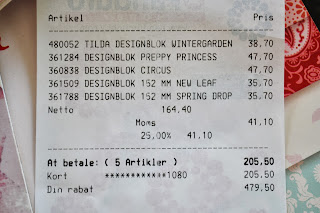 Artikel Pris
480052 TILDA DESIGNBLOK WINTERGARDEN 38,70
361284 DESIGNBLOK PREPPY PRINCESS 47,70
360838 DESIGNBLOK CIRCUS 47,70
361509 DESIGNBLOK 152 MM NEW LEAF 35,70
361788 DESIGNBLOK 152 MM SPRING DROP 35,70
Netto 164,40
Moms 41,10
25,00% 41,10
At betale: ( 5 Artikler ) 205,50
Kort ************1080 205,50
Din rabat 479,50